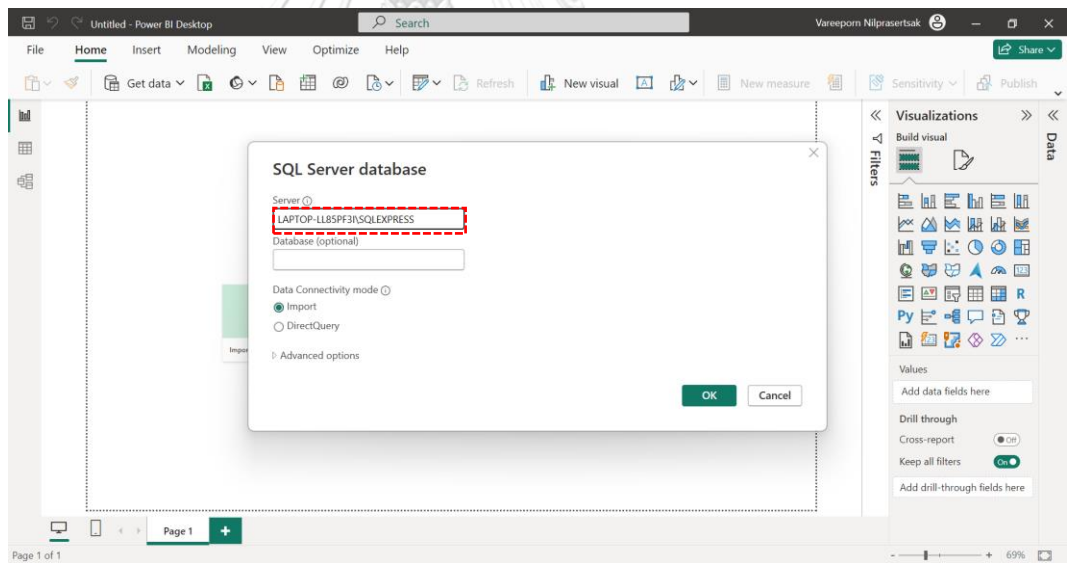 Untitled - Power BI Desktop
Search
Vareeporn Nilprasertsak
File Home Insert Modeling View Optimize Help
Share
Get data
Refresh
New visual
New measure
Sensitivity
Publish
Visualizations
Build visual
Filters
Data
SQL Server database
Server
LAPTOP-LL85PF3I\SQLEXPRESS
Database (optional)
Data Connectivity mode
Import
DirectQuery
Advanced options
OK
Cancel
R
Py
123
Values
Add data fields here
Drill through
Cross-report
Off
Keep all filters
On
Add drill-through fields here
Page 1
Page 1 of 1
69%